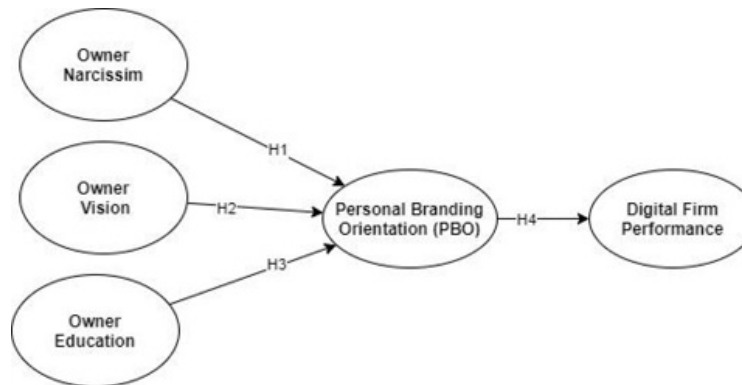 Owner
Narcissim
H1
Owner
Vision
H2
Personal Branding
Orientation (PBO)
H4
Digital Firm
Performance
H3
Owner
Education